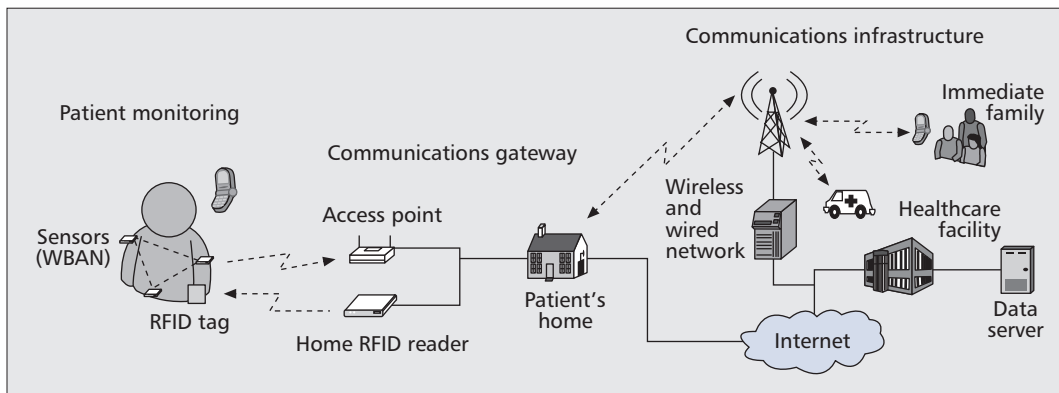 Communications infrastructure
Patient monitoring
Immediate
family
Communications gateway
Access point
Wireless
and
wired
network
Healthcare
facility
Sensors
(WBAN)
RFID tag
Home RFID reader
Patient's
home
Internet
Data
server